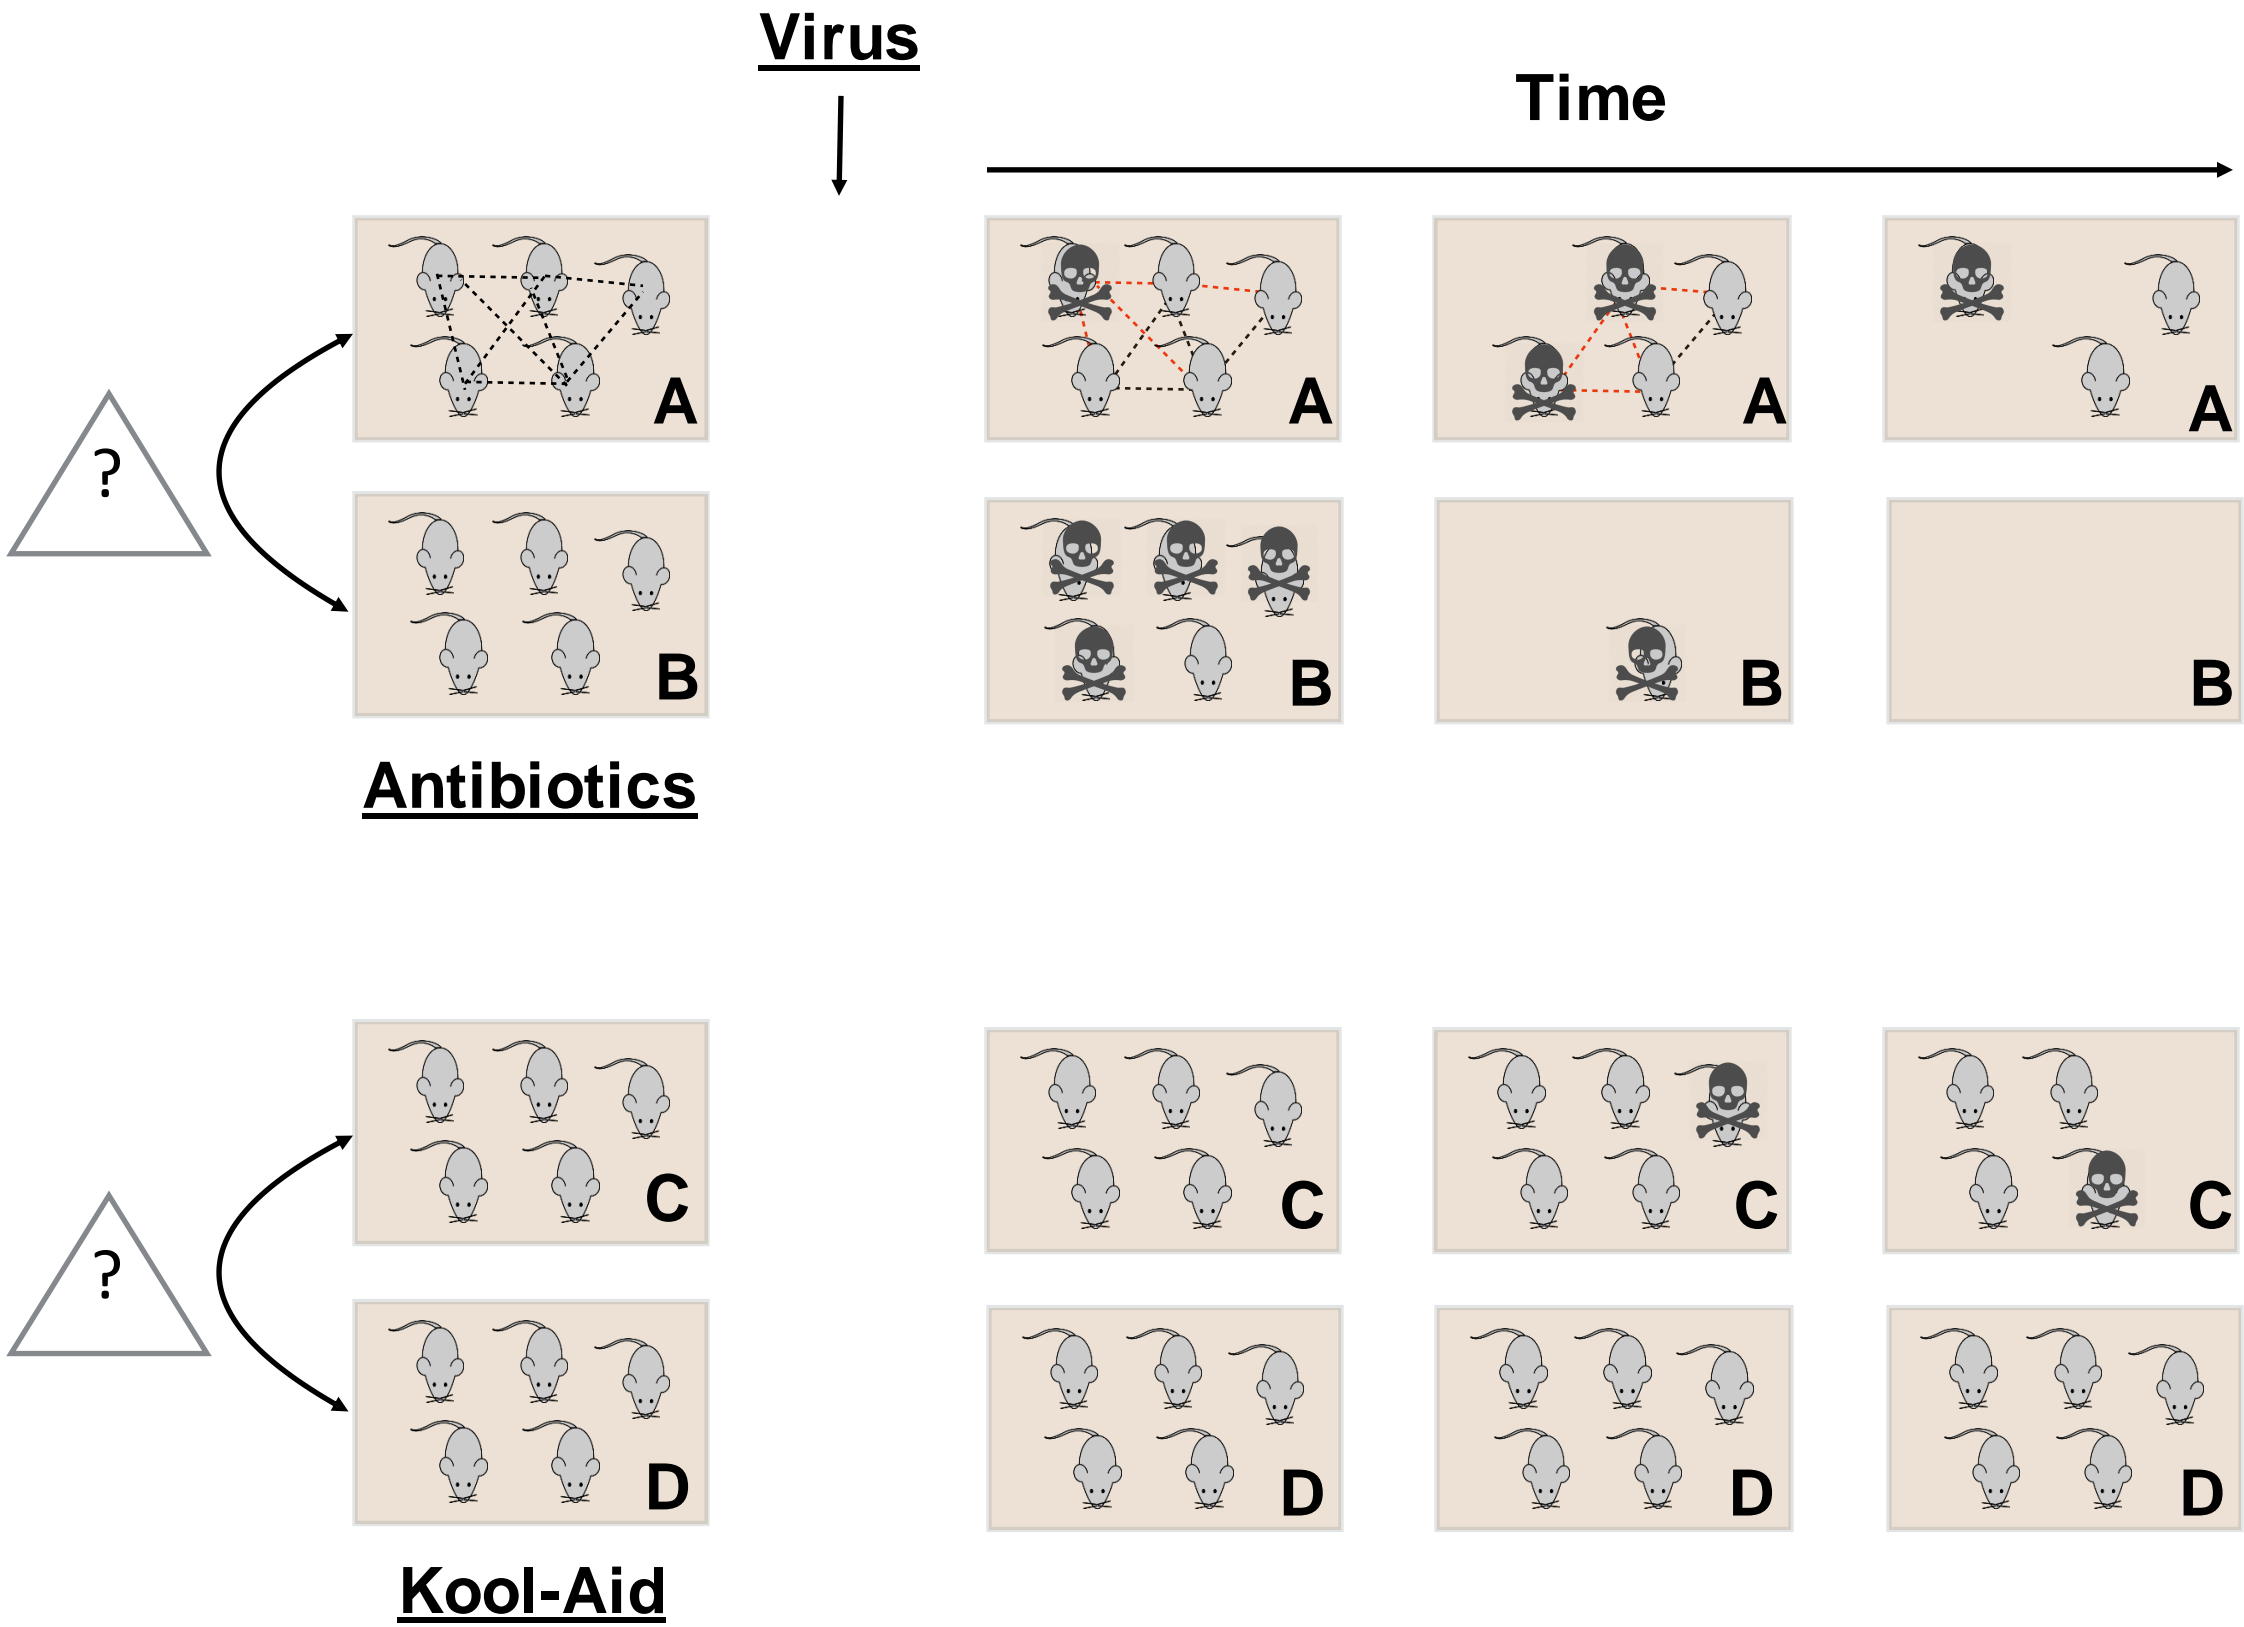 Virus
Time
A A A A
?
B B B B
Antibiotics
C C C C
?
D D D D
Kool-Aid